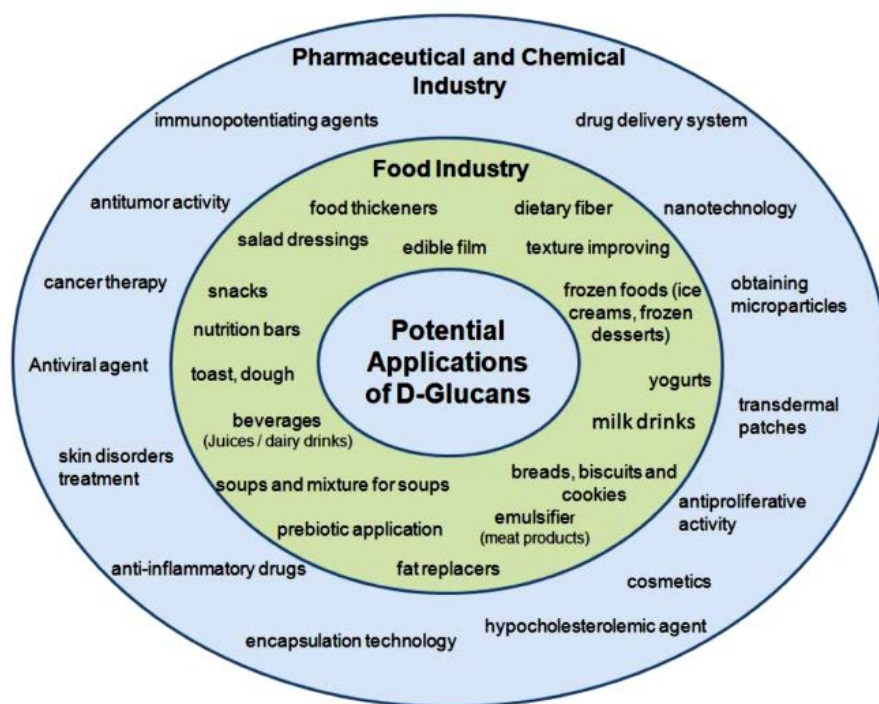 Pharmaceutical and Chemical
Industry
immunopotentiating agents
drug delivery system
Food Industry
antitumor activity
food thickeners
dietary fiber
nanotechnology
salad dressings
edible film
texture improving
cancer therapy
snacks
frozen foods (ice
creams, frozen
desserts)
obtaining
microparticles
nutrition bars
Potential
Applications
of D-Glucans
Antiviral agent
toast, dough
yogurts
beverages
(Juices / dairy drinks)
milk drinks
transdermal
patches
skin disorders
treatment
soups and mixture for soups
breads, biscuits and
cookies
antiproliferative
activity
prebiotic application
emulsifier
(meat products)
anti-inflammatory drugs
fat replacers
cosmetics
encapsulation technology
hypocholesterolemic agent